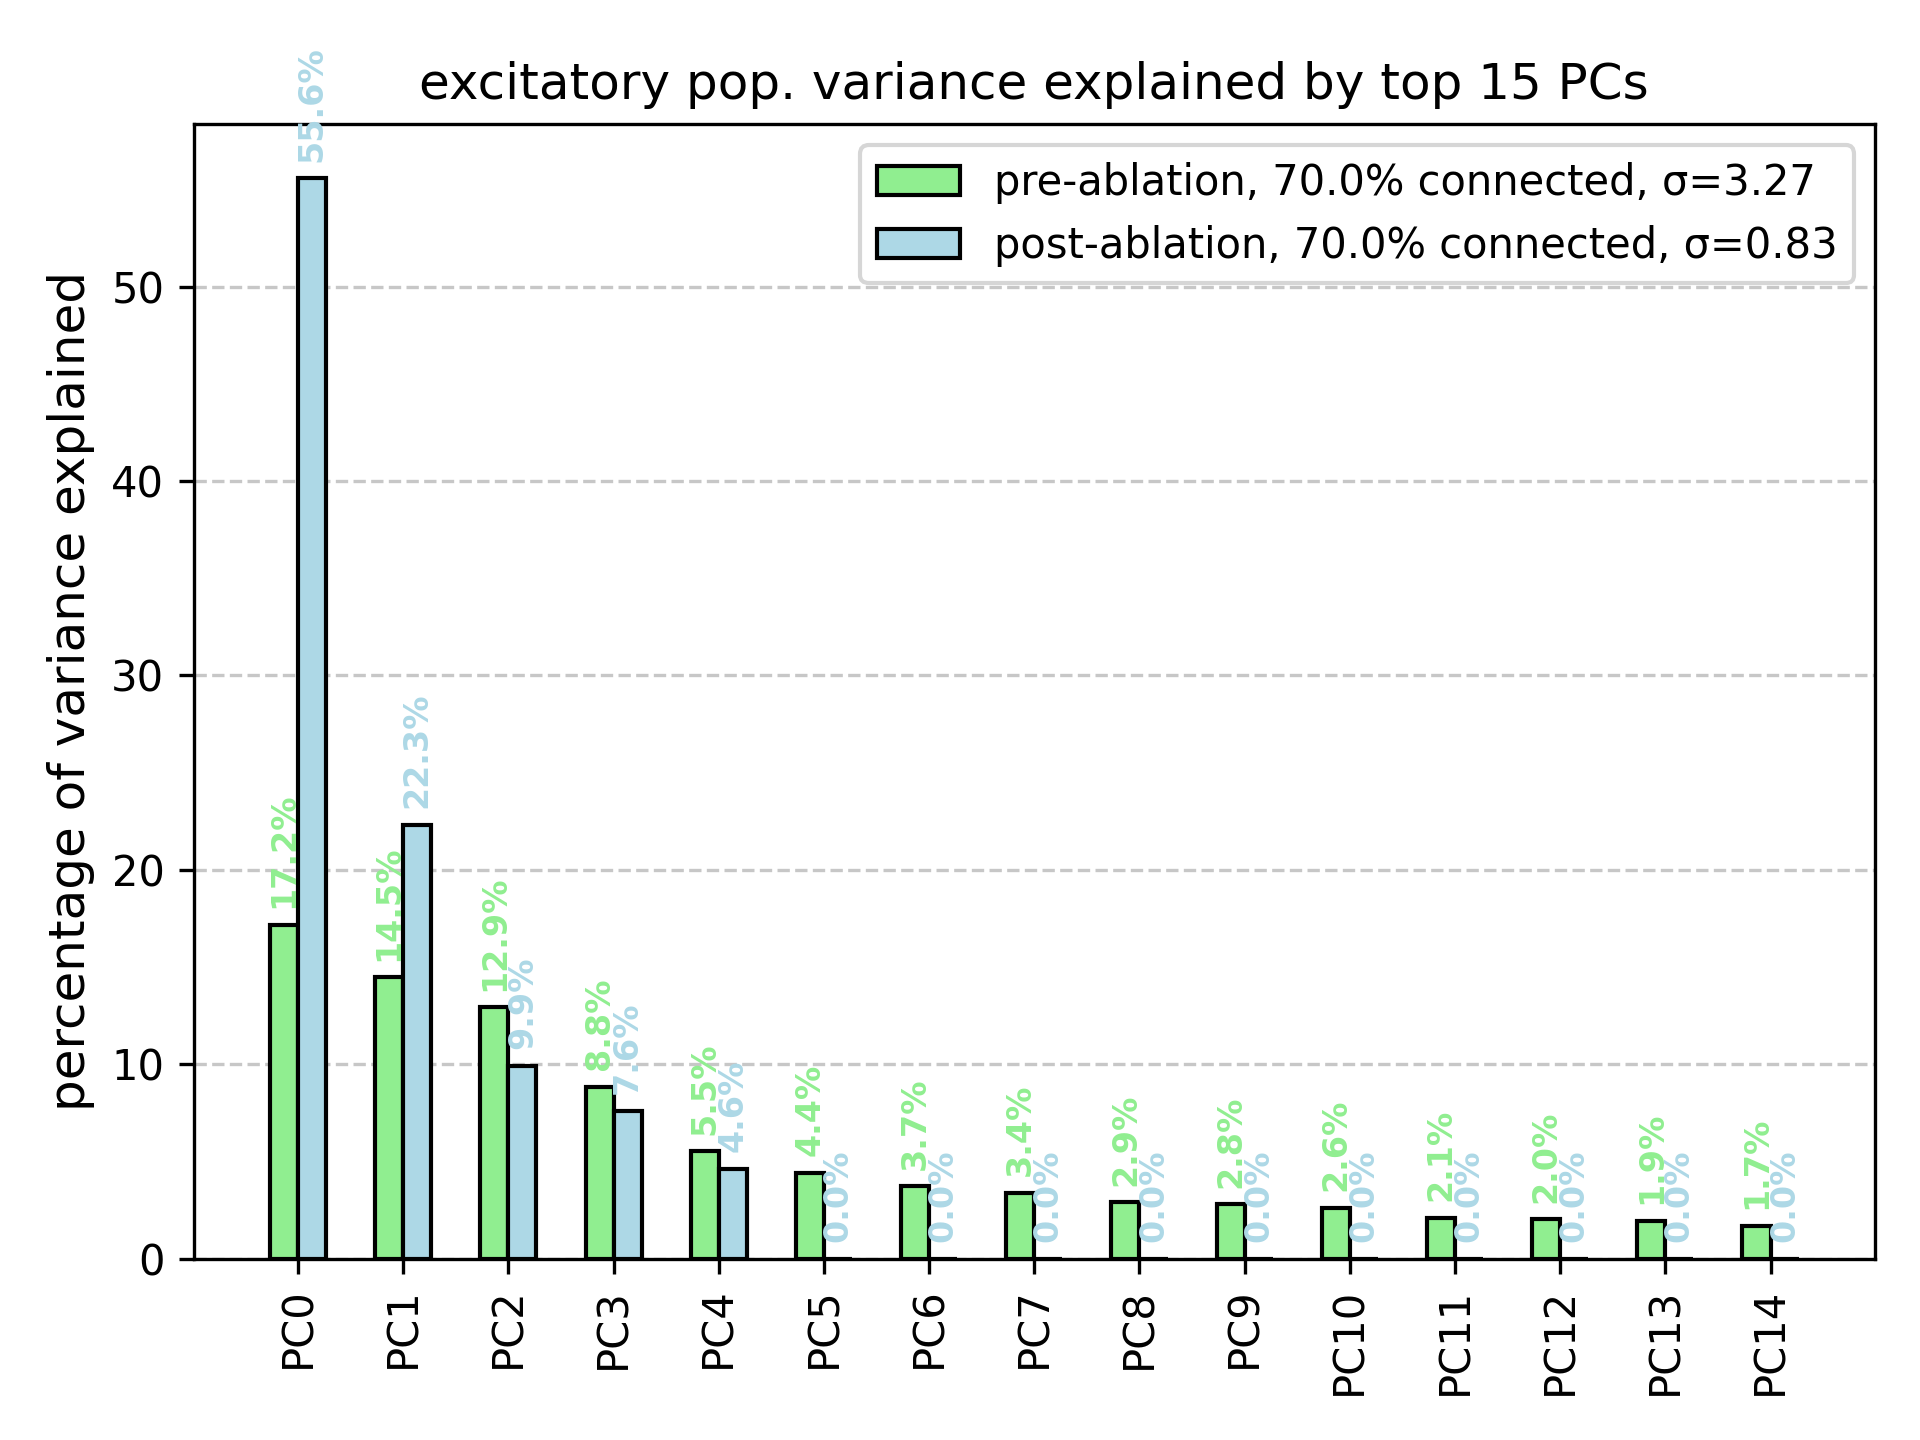 excitatory pop. variance explained by top 15 PCs
pre-ablation, 70.0% connected, σ=3.27
post-ablation, 70.0% connected, σ=0.83
percentage of variance explained
50
40
30
20
10
0
17.2%
55.6%
14.5%
22.3%
12.9%
9.9%
8.8%
7.6%
5.5%
4.6%
4.4%
0.0%
3.7%
0.0%
3.4%
0.0%
2.9%
0.0%
2.8%
0.0%
2.6%
0.0%
2.1%
0.0%
2.0%
0.0%
1.9%
0.0%
1.7%
0.0%
PC0
PC1
PC2
PC3
PC4
PC5
PC6
PC7
PC8
PC9
PC10
PC11
PC12
PC13
PC14